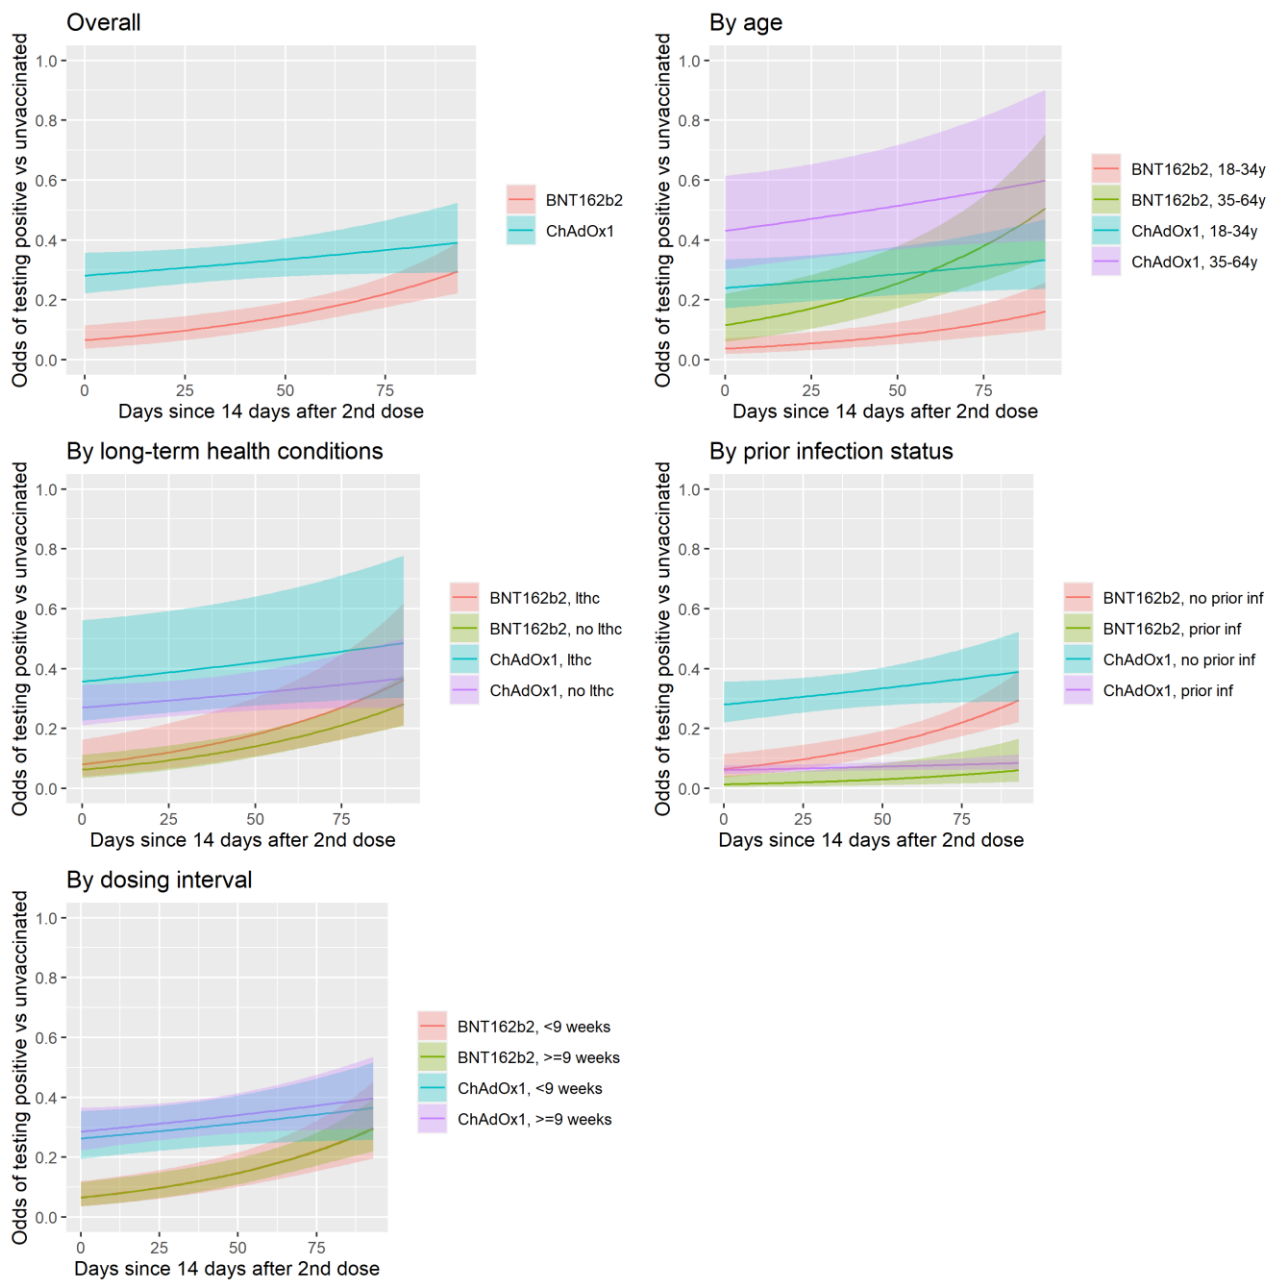 Overall
Odds of testing positive vs unvaccinated
1.0
0.8
0.6
0.4
0.2
0.0
0 25 50 75
Days since 14 days after 2nd dose
BNT162b2
ChAdOx1
By age
Odds of testing positive vs unvaccinated
1.0
0.8
0.6
0.4
0.2
0.0
0 25 50 75
Days since 14 days after 2nd dose
BNT162b2, 18-34y
BNT162b2, 35-64y
ChAdOx1, 18-34y
ChAdOx1, 35-64y
By long-term health conditions
Odds of testing positive vs unvaccinated
1.0
0.8
0.6
0.4
0.2
0.0
0 25 50 75
Days since 14 days after 2nd dose
BNT162b2, lthc
BNT162b2, no lthc
ChAdOx1, lthc
ChAdOx1, no lthc
By prior infection status
Odds of testing positive vs unvaccinated
1.0
0.8
0.6
0.4
0.2
0.0
0 25 50 75
Days since 14 days after 2nd dose
BNT162b2, no prior inf
BNT162b2, prior inf
ChAdOx1, no prior inf
ChAdOx1, prior inf
By dosing interval
Odds of testing positive vs unvaccinated
1.0
0.8
0.6
0.4
0.2
0.0
0 25 50 75
Days since 14 days after 2nd dose
BNT162b2, <9 weeks
BNT162b2, >=9 weeks
ChAdOx1, <9 weeks
ChAdOx1, >=9 weeks